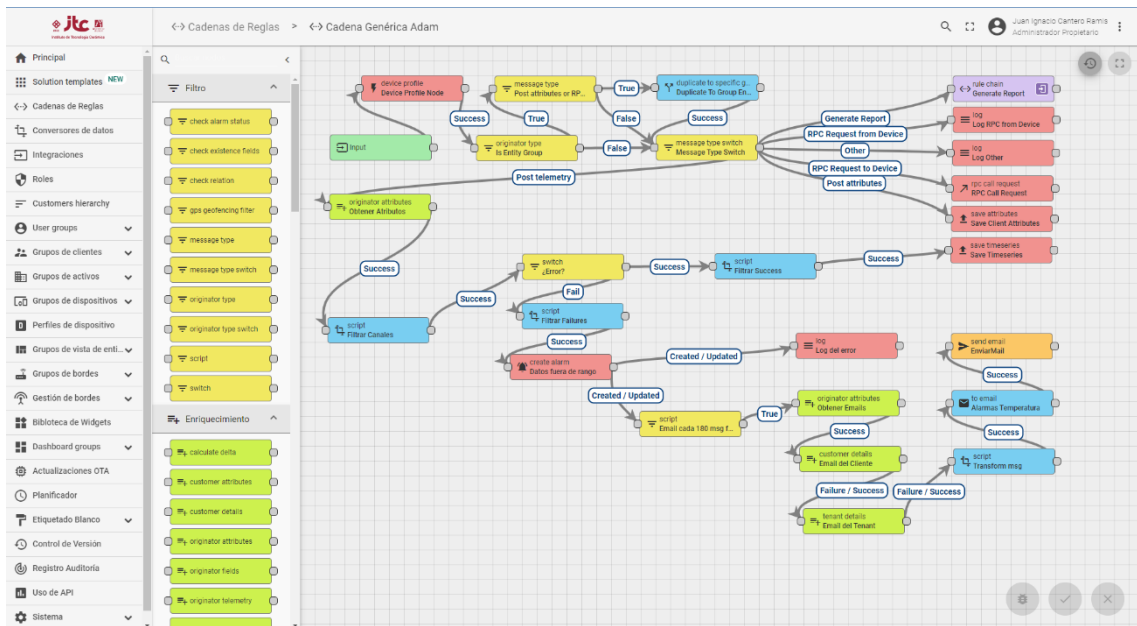 itc
Instituto de Tecnología Cerámica
Cadenas de Reglas > Cadena Genérica Adam
Juan Ignacio Cantero Ramis
Administrador Propietario
Principal
Solution templates NEW
Cadenas de Reglas
Conversores de datos
Integraciones
Roles
Customers hierarchy
User groups
Grupos de clientes
Grupos de activos
Grupos de dispositivos
Perfiles de dispositivo
Grupos de vista de enti...
Grupos de bordes
Gestión de bordes
Biblioteca de Widgets
Dashboard groups
Actualizaciones OTA
Planificador
Etiquetado Blanco
Control de Versión
Registro Auditoría
Uso de API
Sistema
Filtro
check alarm status
check existence fields
check relation
gps geofencing filter
message type
message type switch
originator type
originator type switch
script
switch
Enriquecimiento
calculate delta
customer attributes
customer details
originator attributes
originator fields
originator telemetry
device profile
Device Profile Node
Success
Input
message type
Post attributes or RP...
True
True
False
originator type
Is Entity Group
False
duplicate to specific g...
Duplicate To Group En...
Success
message type switch
Message Type Switch
Generate Report
RPC Request from Device
Other
RPC Request to Device
Post attributes
Post telemetry
rule chain
Generate Report
log
Log RPC from Device
log
Log Other
rpc call request
RPC Call Request
save attributes
Save Client Attributes
save timeseries
Save Timeseries
originator attributes
Obtener Atributos
Success
script
Filtrar Canales
Success
switch
¿Error?
Success
script
Filtrar Success
Success
Fail
script
Filtrar Failures
Success
create alarm
Datos fuera de rango
Created / Updated
log
Log del error
Created / Updated
script
Email cada 180 msg f...
True
originator attributes
Obtener Emails
Success
customer details
Email del Cliente
Failure / Success
tenant details
Email del Tenant
Failure / Success
script
Transform msg
Success
to email
Alarmas Temperatura
Success
send email
EnviarMail